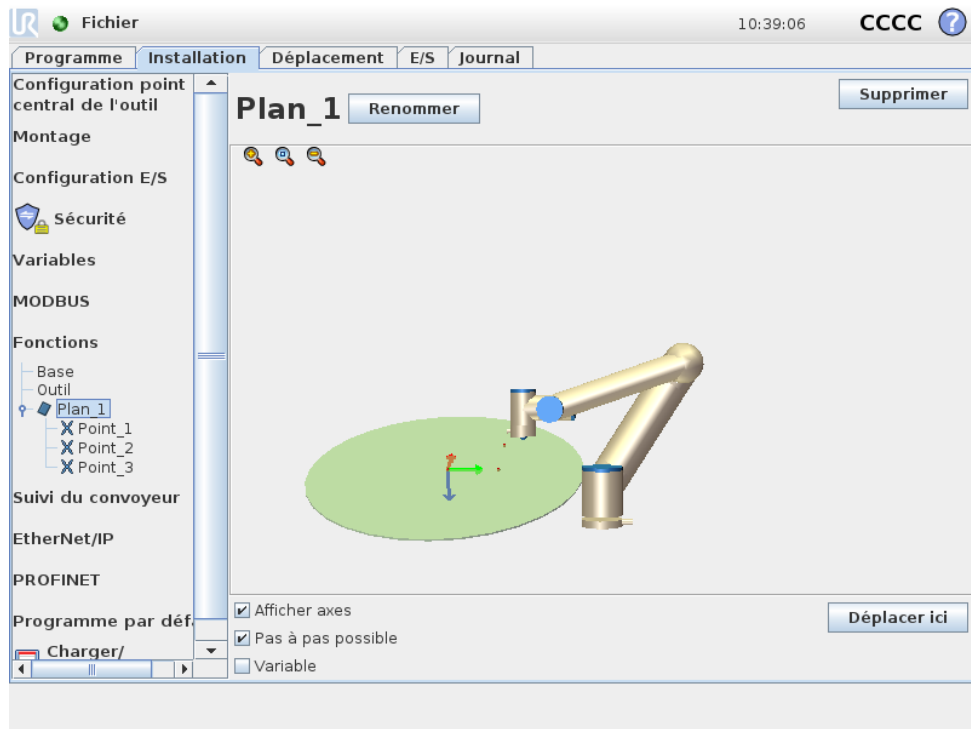 UR Fichier 10:39:06 CCCC ?
Programme Installation Déplacement E/S Journal
Configuration point
central de l'outil
Montage
Configuration E/S
Sécurité
Variables
MODBUS
Fonctions
Base
Outil
Plan_1
Point_1
Point_2
Point_3
Suivi du convoyeur
EtherNet/IP
PROFINET
Programme par déf
Charger/
Plan_1 Renommer Supprimer
Afficher axes
Pas à pas possible
Variable
Déplacer ici